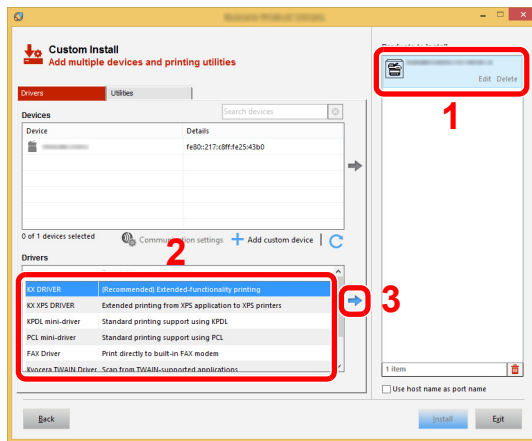 Custom Install
Add multiple devices and printing utilities
Products to install
Edit Delete
1
Drivers Utilities
Devices
Search devices
Device Details
fe80::217:c8ff:fe25:43b0
0 of 1 devices selected
Communication settings
Add custom device
2
Drivers
KX DRIVER (Recommended) Extended-functionality printing
KX XPS DRIVER Extended printing from XPS application to XPS printers
KPDL mini-driver Standard printing support using KPDL
PCL mini-driver Standard printing support using PCL
FAX Driver Print directly to built-in FAX modem
Kyocera TWAIN Driver Scan from TWAIN-supported applications
3
1 item
Use host name as port name
Back
Install
Exit